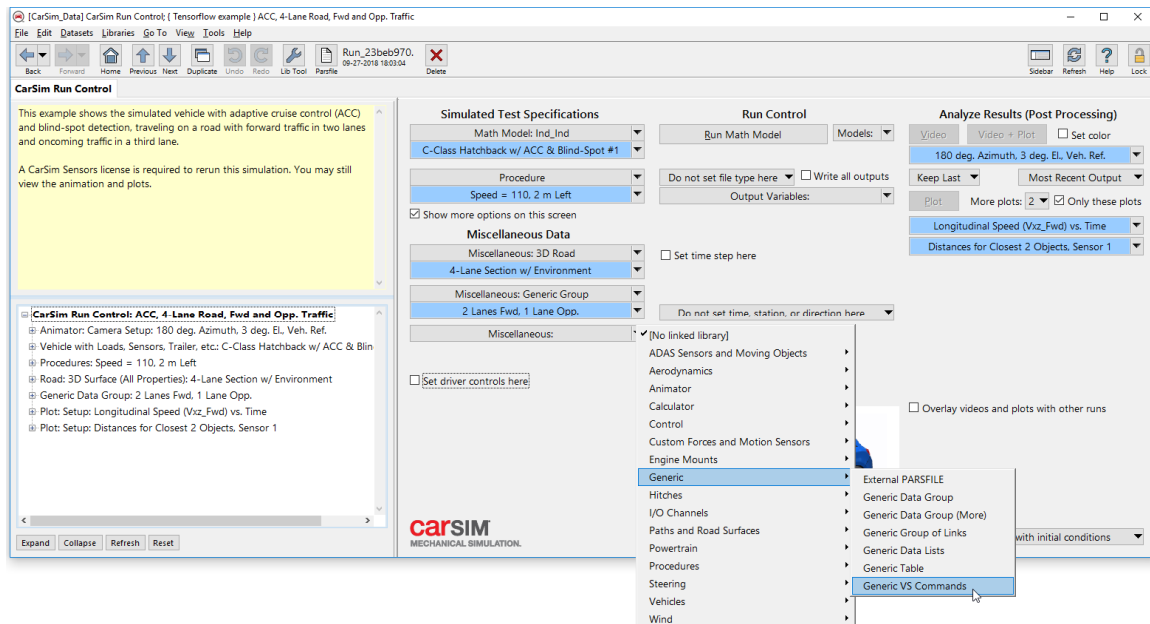 [CarSim_Data] CarSim Run Control; { Tensorflow example } ACC, 4-Lane Road, Fwd and Opp. Traffic
File Edit Datasets Libraries Go To View Tools Help
Back Forward Home Previous Next Duplicate Undo Redo Lib Tool Parsfile
Run_23beb970.
09-27-2018 18:03:04
Delete
Sidebar Refresh Help Lock
CarSim Run Control
This example shows the simulated vehicle with adaptive cruise control (ACC)
and blind-spot detection, traveling on a road with forward traffic in two lanes
and oncoming traffic in a third lane.
A CarSim Sensors license is required to rerun this simulation. You may still
view the animation and plots.
CarSim Run Control: ACC, 4-Lane Road, Fwd and Opp. Traffic
Animator: Camera Setup: 180 deg. Azimuth, 3 deg. El., Veh. Ref.
Vehicle with Loads, Sensors, Trailer, etc.: C-Class Hatchback w/ ACC & Blin
Procedures: Speed = 110, 2 m Left
Road: 3D Surface (All Properties): 4-Lane Section w/ Environment
Generic Data Group: 2 Lanes Fwd, 1 Lane Opp.
Plot: Setup: Longitudinal Speed (Vxz_Fwd) vs. Time
Plot: Setup: Distances for Closest 2 Objects, Sensor 1
Expand Collapse Refresh Reset
Simulated Test Specifications
Math Model: Ind_Ind
C-Class Hatchback w/ ACC & Blind-Spot #1
Procedure
Speed = 110, 2 m Left
Show more options on this screen
Miscellaneous Data
Miscellaneous: 3D Road
4-Lane Section w/ Environment
Miscellaneous: Generic Group
2 Lanes Fwd, 1 Lane Opp.
Miscellaneous:
Set driver controls here
CarSIM
MECHANICAL SIMULATION.
Run Control
Run Math Model Models:
Do not set file type here Write all outputs
Output Variables:
Set time step here
Do not set time, station, or direction here
[No linked library]
ADAS Sensors and Moving Objects
Aerodynamics
Animator
Calculator
Control
Custom Forces and Motion Sensors
Engine Mounts
Generic
Hitches
I/O Channels
Paths and Road Surfaces
Powertrain
Procedures
Steering
Vehicles
Wind
External PARSFILE
Generic Data Group
Generic Data Group (More)
Generic Group of Links
Generic Data Lists
Generic Table
Generic VS Commands
Analyze Results (Post Processing)
Video Video + Plot Set color
180 deg. Azimuth, 3 deg. El., Veh. Ref.
Keep Last Most Recent Output
Plot More plots: 2 Only these plots
Longitudinal Speed (Vxz_Fwd) vs. Time
Distances for Closest 2 Objects, Sensor 1
Overlay videos and plots with other runs
with initial conditions